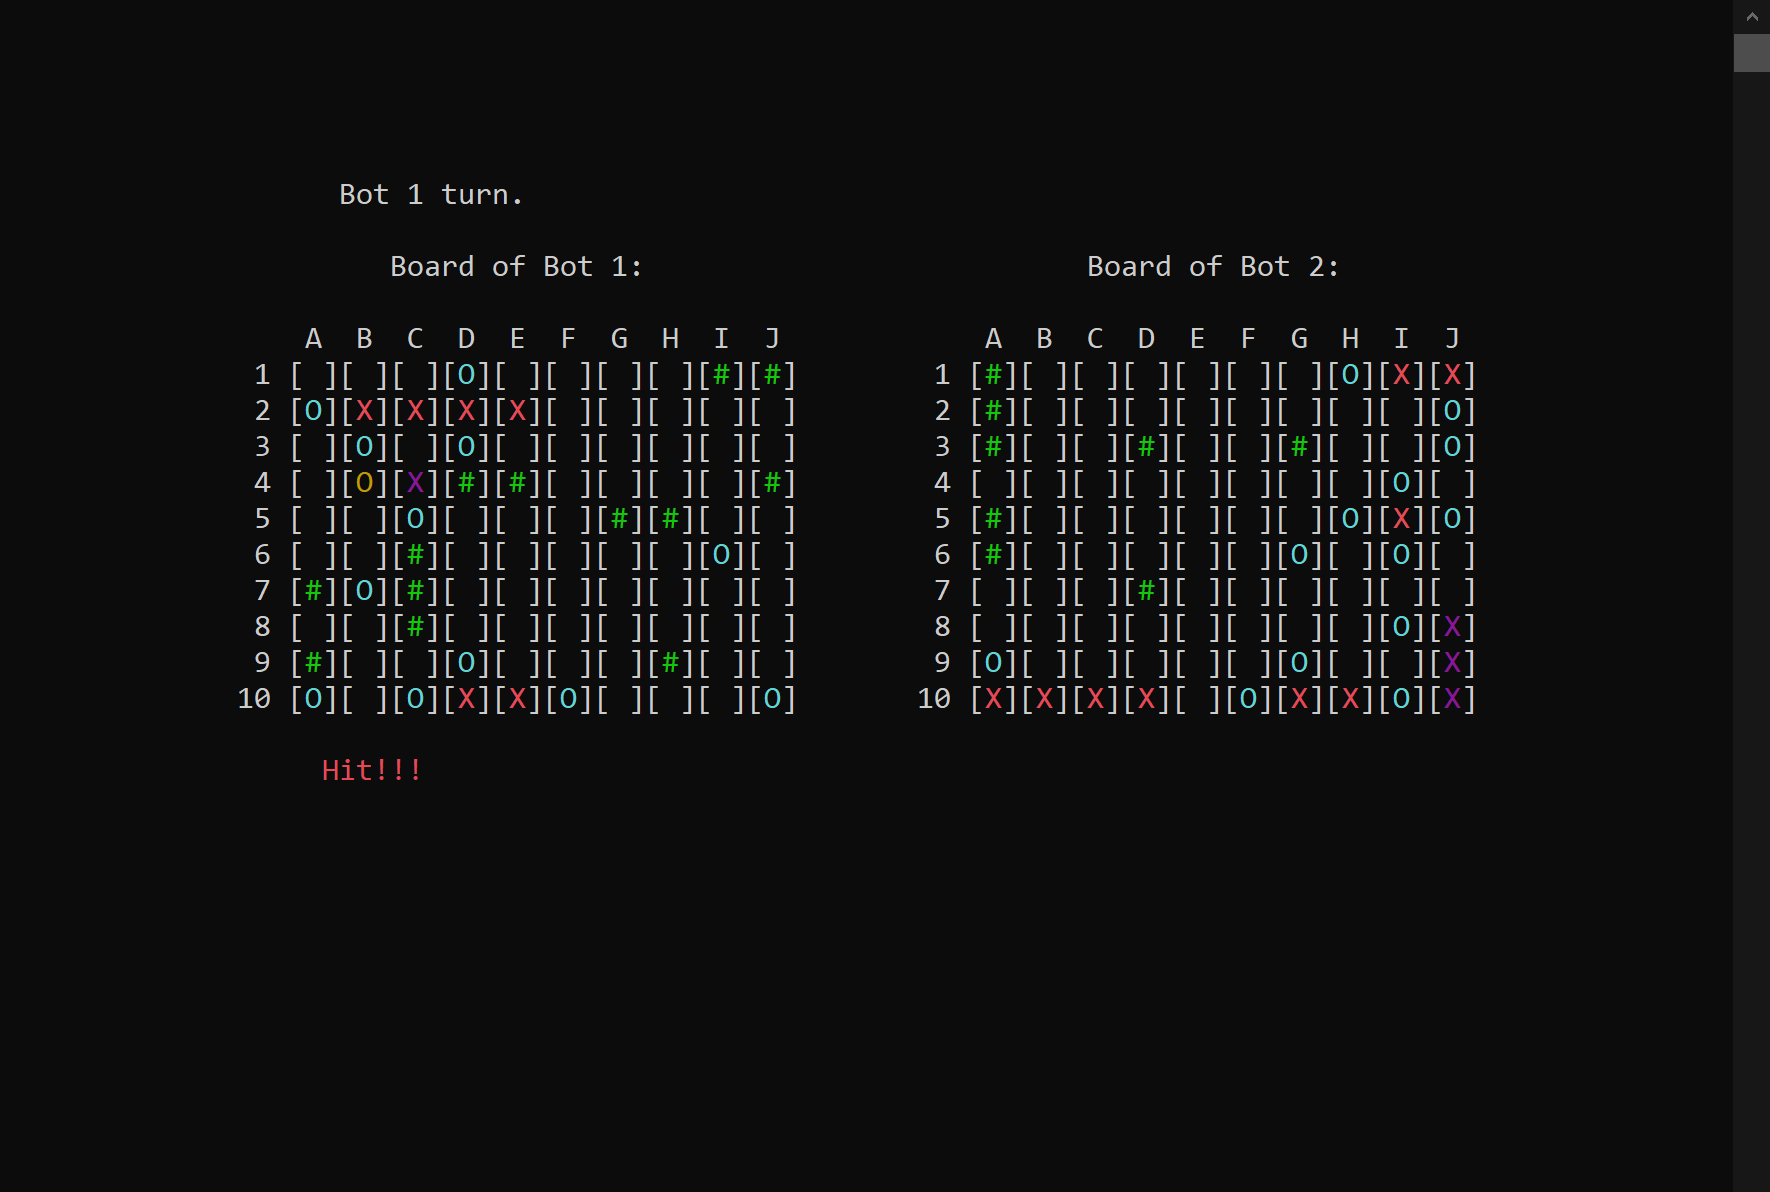 Bot 1 turn.
Board of Bot 1: Board of Bot 2:
A B C D E F G H I J A B C D E F G H I J
1 [ ][ ][ ][O][ ][ ][ ][ ][#][#] 1 [#][ ][ ][ ][ ][ ][ ][O][X][X]
2 [O][X][X][X][X][ ][ ][ ][ ][ ] 2 [#][ ][ ][ ][ ][ ][ ][ ][ ][O]
3 [ ][O][ ][O][ ][ ][ ][ ][ ][ ] 3 [#][ ][ ][#][ ][ ][#][ ][ ][O]
4 [ ][O][X][#][#][ ][ ][ ][ ][#] 4 [ ][ ][ ][ ][ ][ ][ ][ ][O][ ]
5 [ ][ ][O][ ][ ][ ][#][#][ ][ ] 5 [#][ ][ ][ ][ ][ ][ ][O][X][O]
6 [ ][ ][#][ ][ ][ ][ ][ ][O][ ] 6 [#][ ][ ][ ][ ][ ][O][ ][O][ ]
7 [#][O][#][ ][ ][ ][ ][ ][ ][ ] 7 [ ][ ][ ][#][ ][ ][ ][ ][ ][ ]
8 [ ][ ][#][ ][ ][ ][ ][ ][ ][ ] 8 [ ][ ][ ][ ][ ][ ][ ][ ][O][X]
9 [#][ ][ ][O][ ][ ][ ][#][ ][ ] 9 [O][ ][ ][ ][ ][ ][O][ ][ ][X]
10 [O][ ][O][X][X][O][ ][ ][ ][O] 10 [X][X][X][X][ ][O][X][X][O][X]
Hit!!!